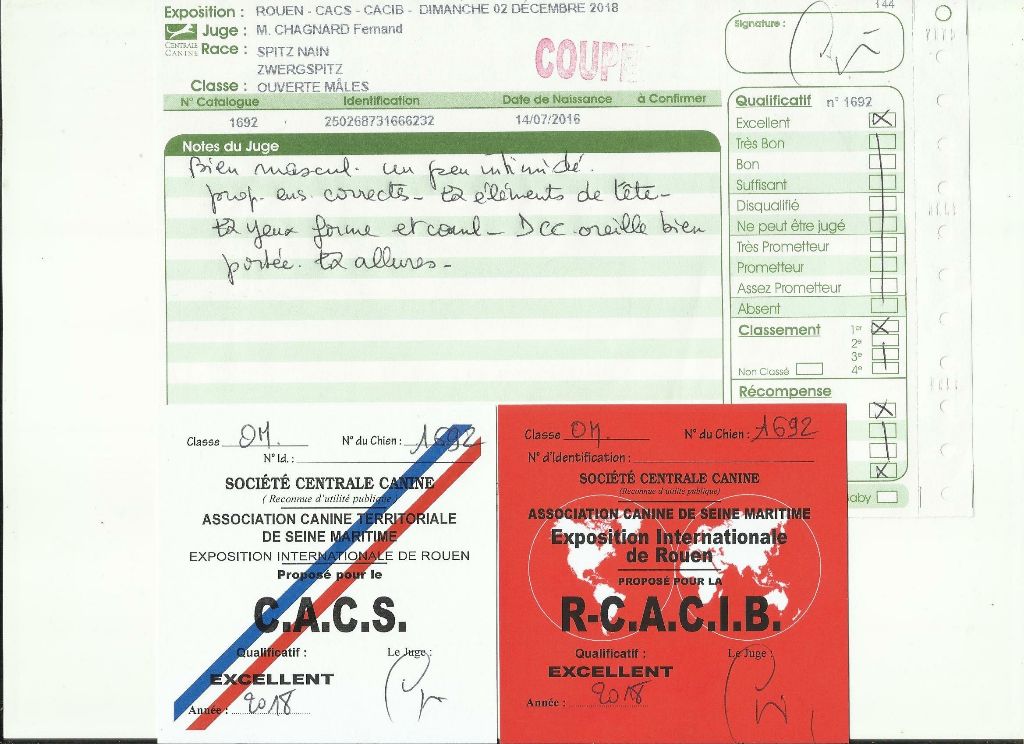 144
Exposition : ROUEN - CACS - CACIB - DIMANCHE 02 DÉCEMBRE 2018
CENTRALE CANINE
Juge : M. CHAGNARD Fernand
Race : SPITZ NAIN
ZWERGSPITZ
Classe : OUVERTE MÂLES
COUPE
Signature :
N° Catalogue Identification Date de Naissance à Confirmer
1692 250268731666232 14/07/2016
Notes du Juge
Bien mascul. un peu intimidé.
prop. ens. correctes - tb éléments de tête -
tb yeux forme et coul - DCC oreille bien
portée. tb allures -
Qualificatif n° 1692
Excellent
Très Bon
Bon
Suffisant
Disqualifié
Ne peut être jugé
Très Prometteur
Prometteur
Assez Prometteur
Absent
Classement 1er
2e
3e
Non Classé 4e
Récompense
Baby
Classe OM. N° du Chien : 1692
N° Id. :
SOCIÉTÉ CENTRALE CANINE
( Reconnue d'utilité publique )
ASSOCIATION CANINE TERRITORIALE
DE SEINE MARITIME
EXPOSITION INTERNATIONALE DE ROUEN
Proposé pour le
C.A.C.S.
Qualificatif : Le Juge :
EXCELLENT
Année : 2018
Classe OM. N° du Chien : 1692
N° d'Identification :
SOCIÉTÉ CENTRALE CANINE
(Reconnue d'utilité publique)
ASSOCIATION CANINE DE SEINE MARITIME
Exposition Internationale
de Rouen
PROPOSÉ POUR LA
R-C.A.C.I.B.
Qualificatif : Le Juge :
EXCELLENT
Année : 2018